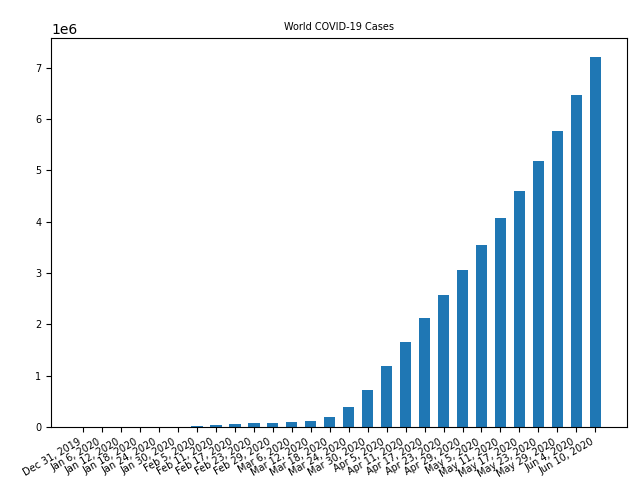 World COVID-19 Cases
1e6
7
6
5
4
3
2
1
0
Dec 31, 2019
Jan 6, 2020
Jan 12, 2020
Jan 18, 2020
Jan 24, 2020
Jan 30, 2020
Feb 5, 2020
Feb 11, 2020
Feb 17, 2020
Feb 23, 2020
Feb 29, 2020
Mar 6, 2020
Mar 12, 2020
Mar 18, 2020
Mar 24, 2020
Mar 30, 2020
Apr 5, 2020
Apr 11, 2020
Apr 17, 2020
Apr 23, 2020
Apr 29, 2020
May 5, 2020
May 11, 2020
May 17, 2020
May 23, 2020
May 29, 2020
Jun 4, 2020
Jun 10, 2020